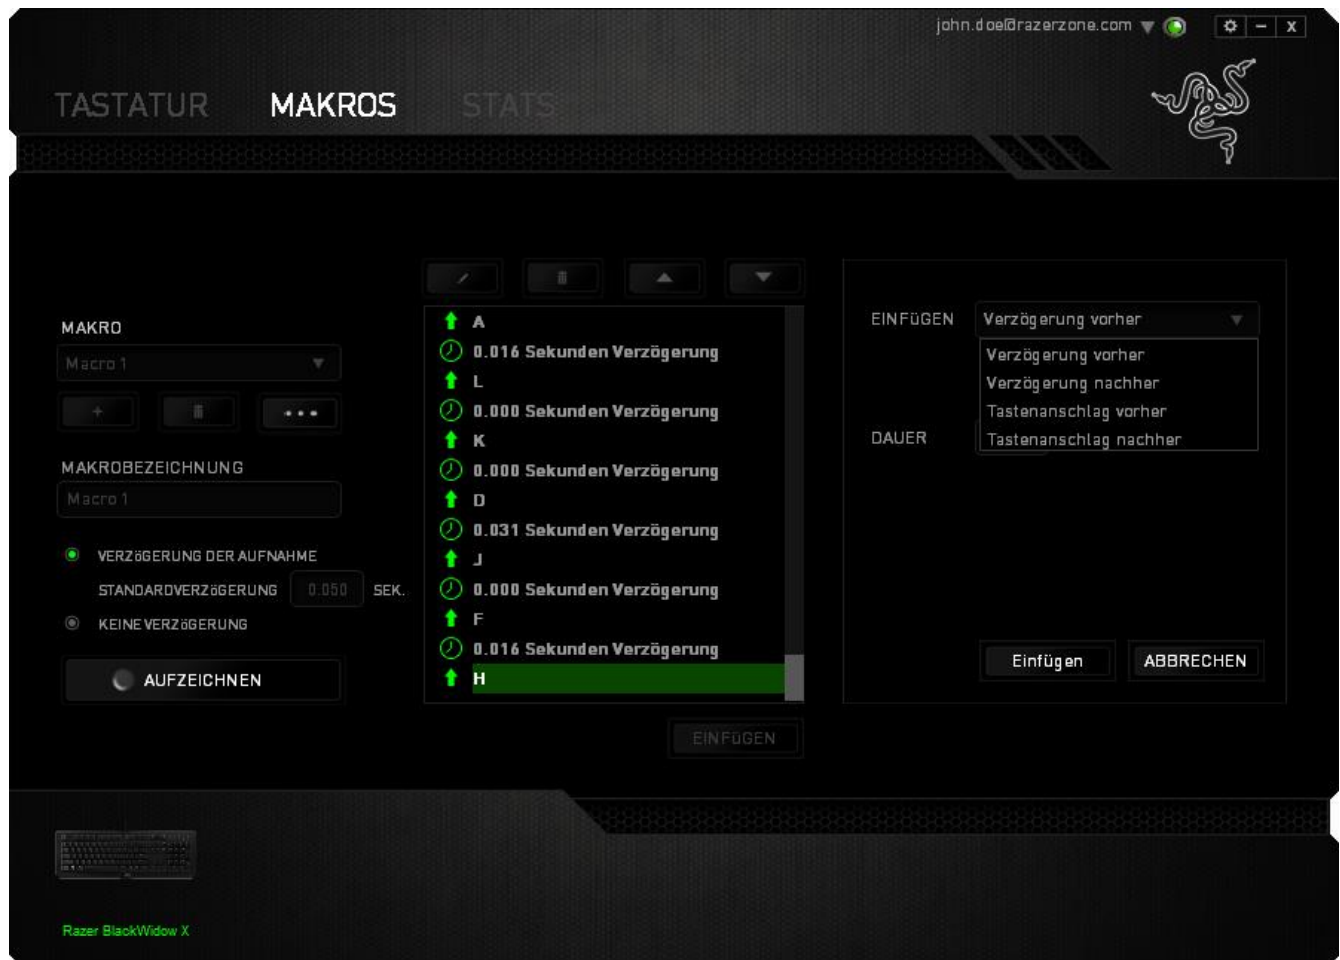 john.doe@razerzone.com
TASTATUR MAKROS STATS
MAKRO
Macro 1
MAKROBEZEICHNUNG
Macro 1
VERZöGERUNG DER AUFNAHME
STANDARDVERZöGERUNG 0.050 SEK.
KEINE VERZöGERUNG
AUFZEICHNEN
A
0.016 Sekunden Verzögerung
L
0.000 Sekunden Verzögerung
K
0.000 Sekunden Verzögerung
D
0.031 Sekunden Verzögerung
J
0.000 Sekunden Verzögerung
F
0.016 Sekunden Verzögerung
H
EINFüGEN
EINFüGEN Verzögerung vorher
Verzögerung vorher
Verzögerung nachher
Tastenanschlag vorher
Tastenanschlag nachher
DAUER
Einfügen ABBRECHEN
Razer BlackWidow X